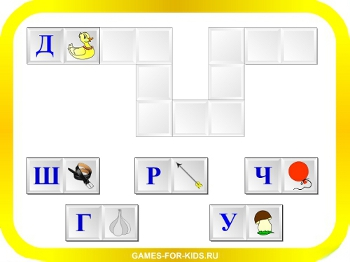 Д
Ш Р Ч
Г У
GAMES-FOR-KIDS.RU